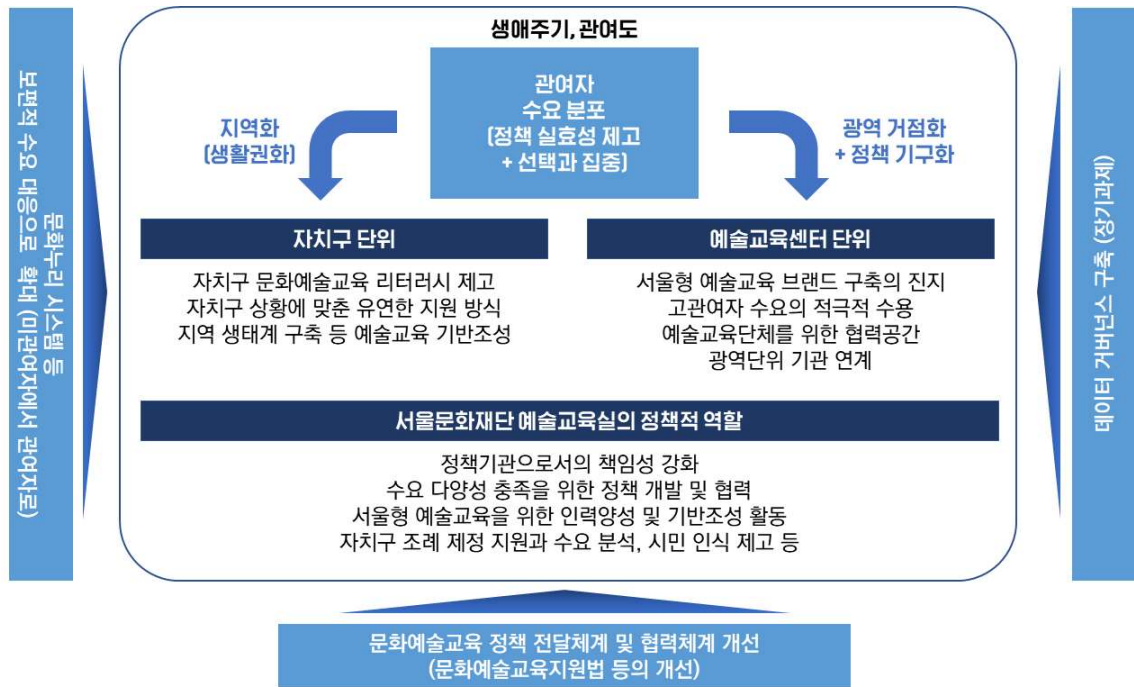 생애주기, 관여도
관여자
수요 분포
(정책 실효성 제고
+ 선택과 집중)
지역화
(생활권화)
광역 거점화
+ 정책 기구화
자치구 단위
자치구 문화예술교육 리터러시 제고
자치구 상황에 맞춘 유연한 지원 방식
지역 생태계 구축 등 예술교육 기반조성
예술교육센터 단위
서울형 예술교육 브랜드 구축의 진지
고관여자 수요의 적극적 수용
예술교육단체를 위한 협력공간
광역단위 기관 연계
서울문화재단 예술교육실의 정책적 역할
정책기관으로서의 책임성 강화
수요 다양성 충족을 위한 정책 개발 및 협력
서울형 예술교육을 위한 인력양성 및 기반조성 활동
자치구 조례 제정 지원과 수요 분석, 시민 인식 제고 등
문화누리 시스템 등
보편적 수요 대응으로 확대 (미관여자에서 관여자로)
데이터 거버넌스 구축 (장기과제)
문화예술교육 정책 전달체계 및 협력체계 개선
(문화예술교육지원법 등의 개선)